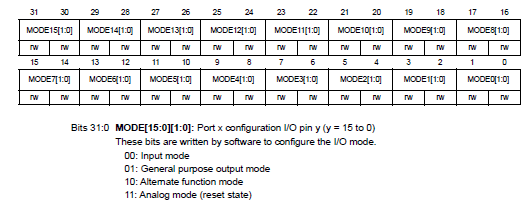 31 30 29 28 27 26 25 24 23 22 21 20 19 18 17 16
MODE15[1:0] MODE14[1:0] MODE13[1:0] MODE12[1:0] MODE11[1:0] MODE10[1:0] MODE9[1:0] MODE8[1:0]
rw rw rw rw rw rw rw rw rw rw rw rw rw rw rw rw
15 14 13 12 11 10 9 8 7 6 5 4 3 2 1 0
MODE7[1:0] MODE6[1:0] MODE5[1:0] MODE4[1:0] MODE3[1:0] MODE2[1:0] MODE1[1:0] MODE0[1:0]
rw rw rw rw rw rw rw rw rw rw rw rw rw rw rw rw
Bits 31:0 MODE[15:0][1:0]: Port x configuration I/O pin y (y = 15 to 0)
These bits are written by software to configure the I/O mode.
00: Input mode
01: General purpose output mode
10: Alternate function mode
11: Analog mode (reset state)